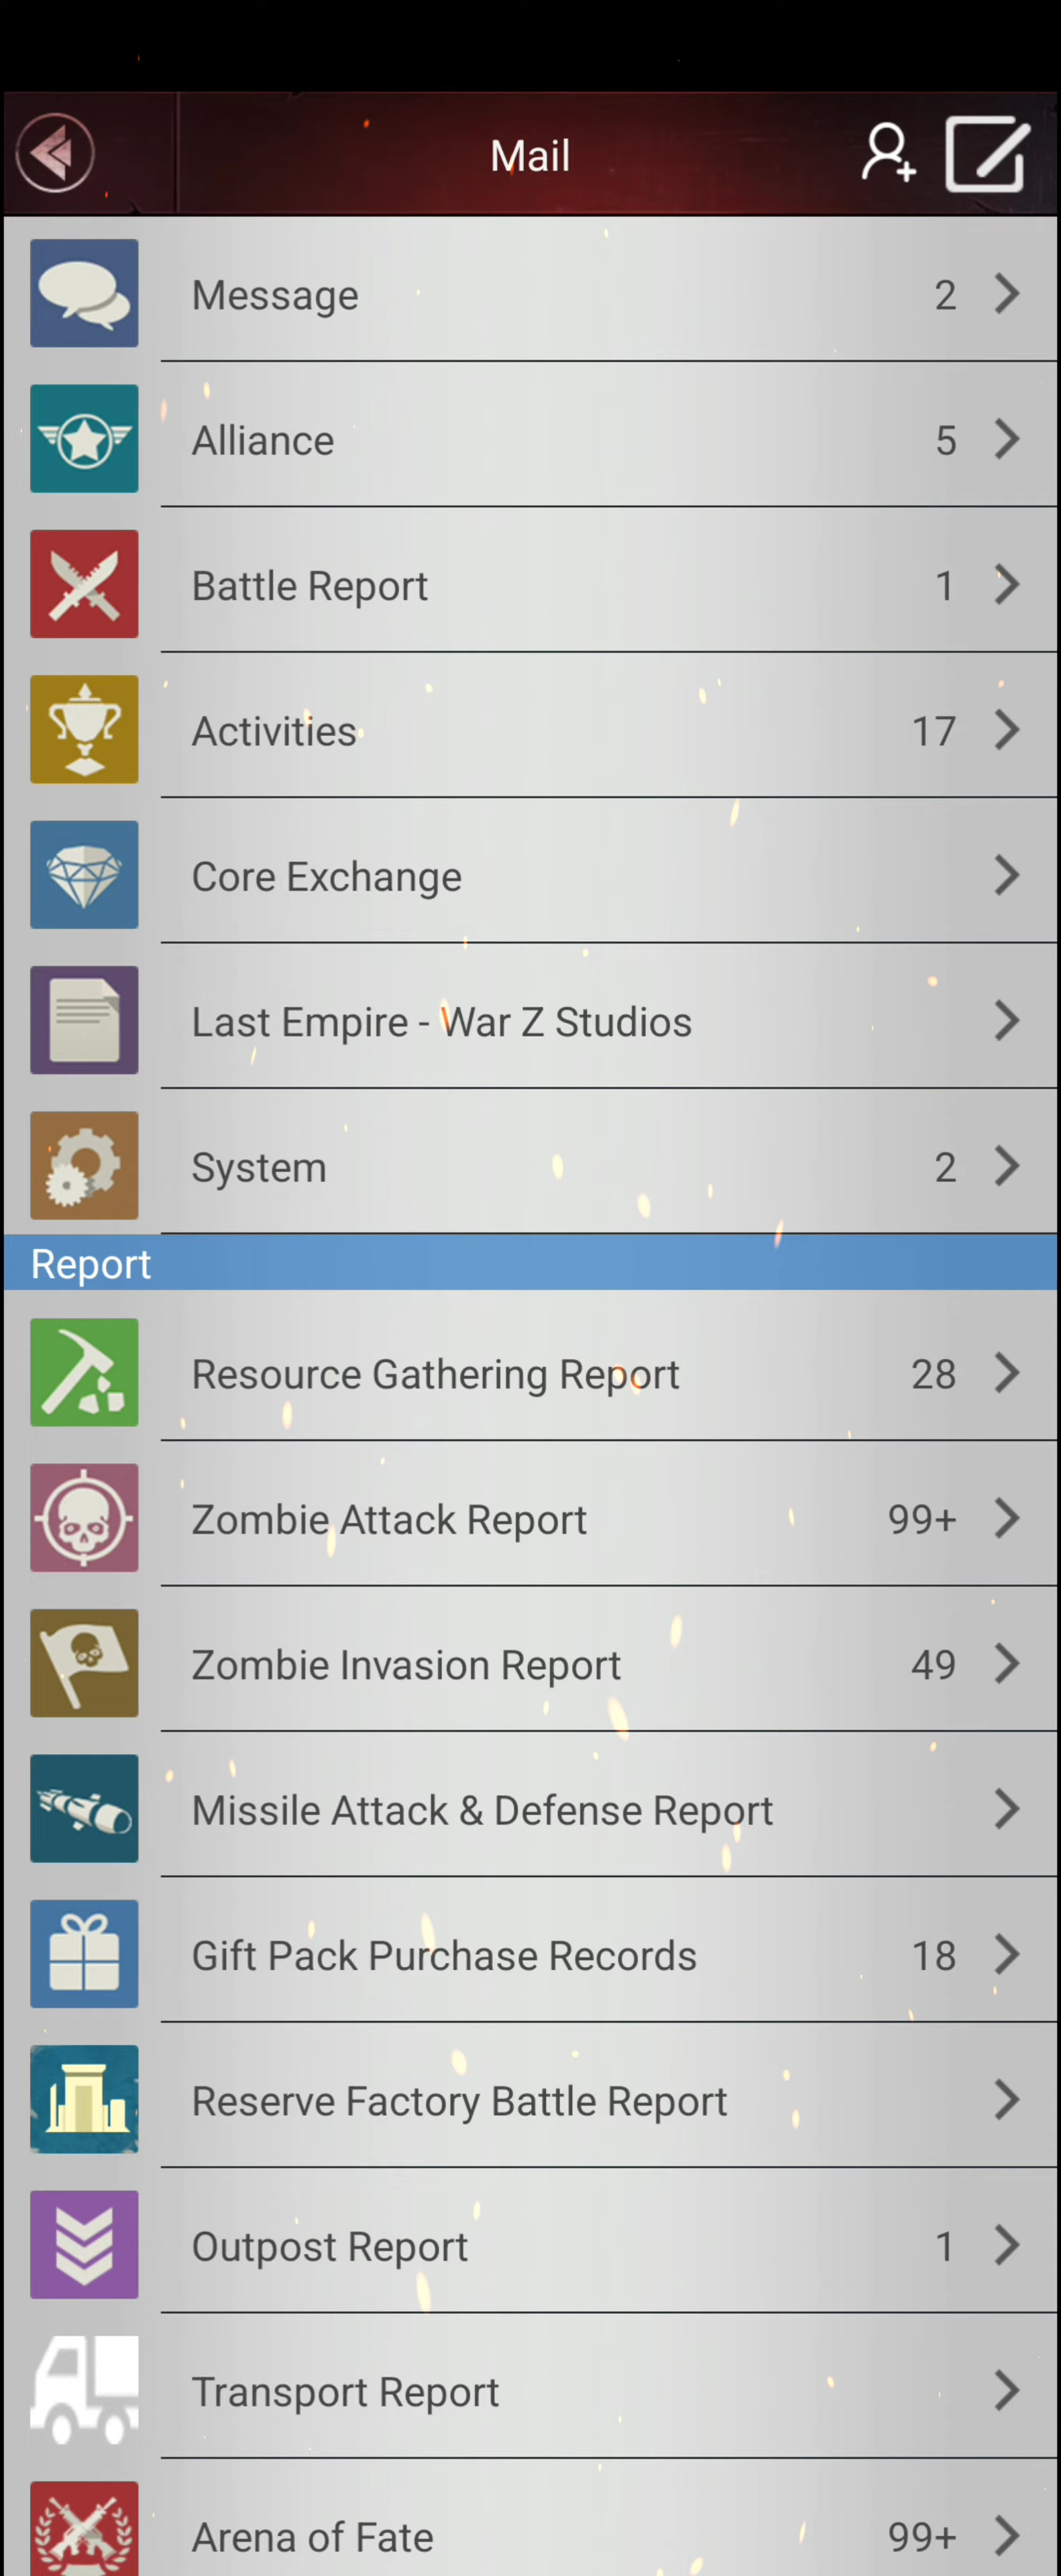 Mail
Message 2
Alliance 5
Battle Report 1
Activities 17
Core Exchange
Last Empire - War Z Studios
System 2
Report
Resource Gathering Report 28
Zombie Attack Report 99+
Zombie Invasion Report 49
Missile Attack & Defense Report
Gift Pack Purchase Records 18
Reserve Factory Battle Report
Outpost Report 1
Transport Report
Arena of Fate 99+